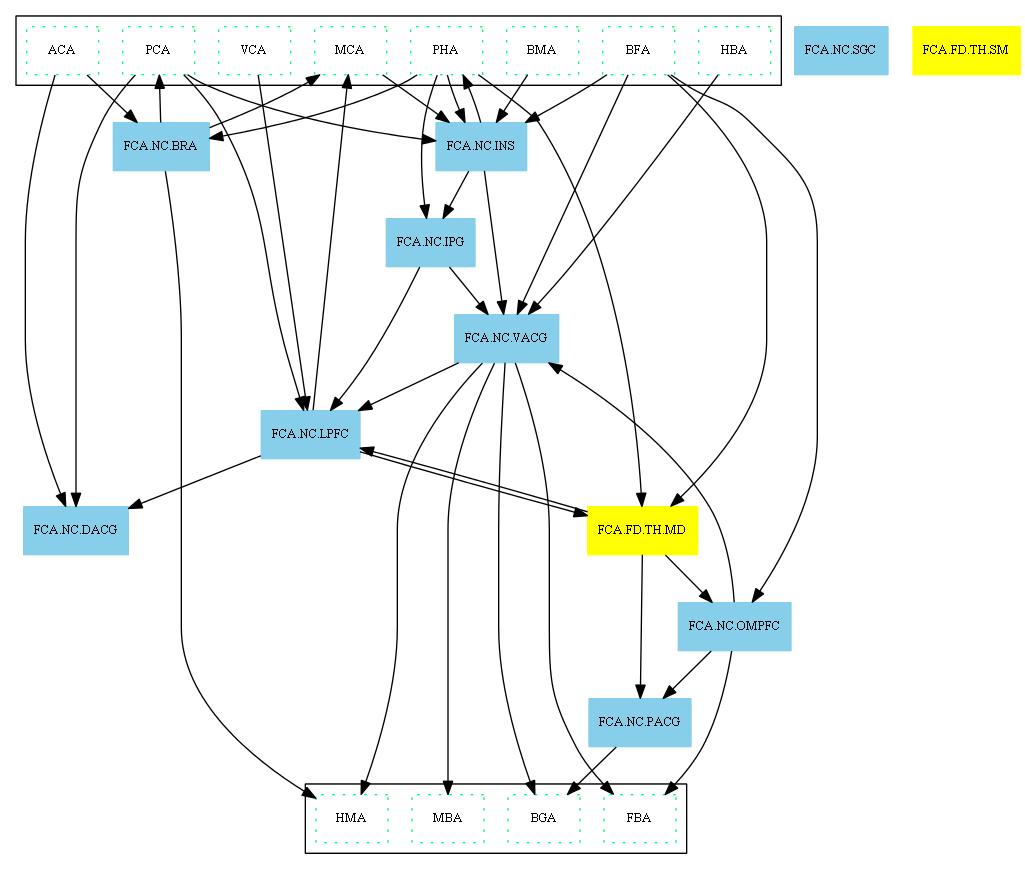 ACA PCA VCA MCA PHA BMA BFA HBA FCA.NC.SGC FCA.FD.TH.SM
FCA.NC.BRA FCA.NC.INS
FCA.NC.IPG
FCA.NC.VACG
FCA.NC.LPFC
FCA.NC.DACG FCA.FD.TH.MD
FCA.NC.OMPFC
FCA.NC.PACG
HMA MBA BGA FBA